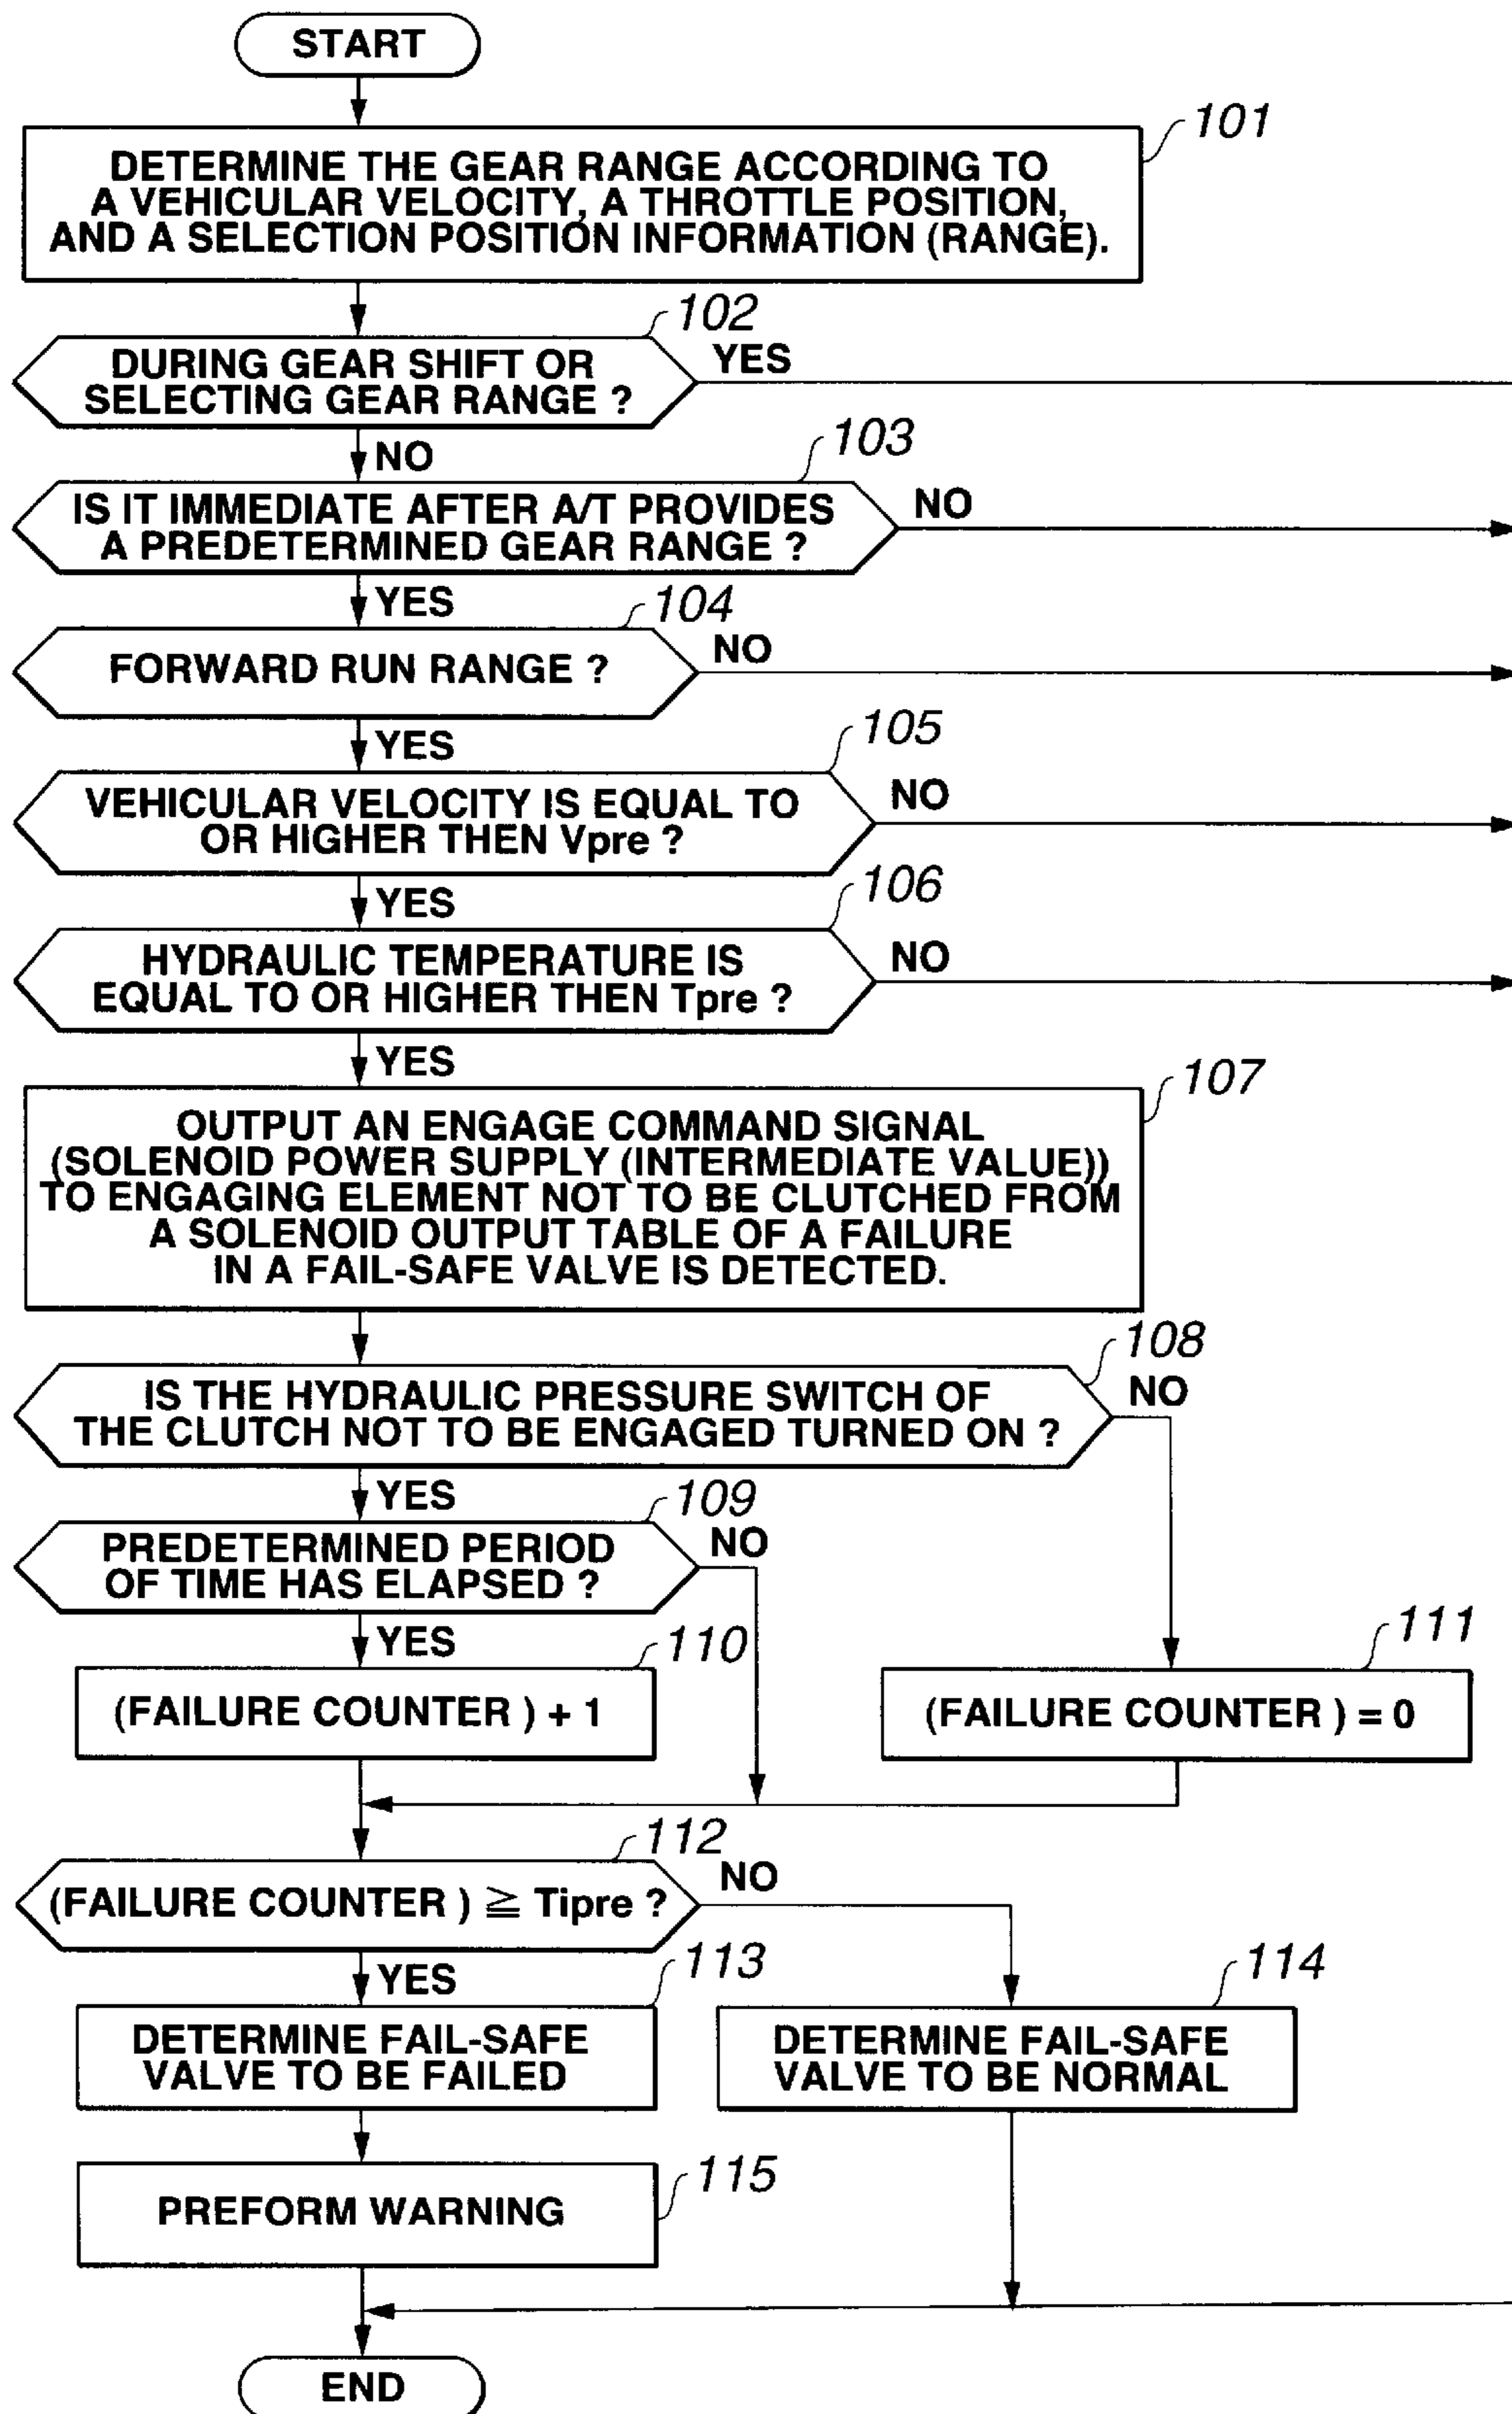 START
101
DETERMINE THE GEAR RANGE ACCORDING TO
A VEHICULAR VELOCITY, A THROTTLE POSITION,
AND A SELECTION POSITION INFORMATION (RANGE).
102
DURING GEAR SHIFT OR
SELECTING GEAR RANGE ?
YES
NO
103
IS IT IMMEDIATE AFTER A/T PROVIDES
A PREDETERMINED GEAR RANGE ?
NO
YES
104
FORWARD RUN RANGE ?
NO
YES
105
VEHICULAR VELOCITY IS EQUAL TO
OR HIGHER THEN Vpre ?
NO
YES
106
HYDRAULIC TEMPERATURE IS
EQUAL TO OR HIGHER THEN Tpre ?
NO
YES
107
OUTPUT AN ENGAGE COMMAND SIGNAL
(SOLENOID POWER SUPPLY (INTERMEDIATE VALUE))
TO ENGAGING ELEMENT NOT TO BE CLUTCHED FROM
A SOLENOID OUTPUT TABLE OF A FAILURE
IN A FAIL-SAFE VALVE IS DETECTED.
108
IS THE HYDRAULIC PRESSURE SWITCH OF
THE CLUTCH NOT TO BE ENGAGED TURNED ON ?
NO
YES
109
PREDETERMINED PERIOD
OF TIME HAS ELAPSED ?
NO
YES
110
(FAILURE COUNTER ) + 1
111
(FAILURE COUNTER ) = 0
112
(FAILURE COUNTER ) ≧ Tipre ?
NO
YES
113
DETERMINE FAIL-SAFE
VALVE TO BE FAILED
114
DETERMINE FAIL-SAFE
VALVE TO BE NORMAL
115
PREFORM WARNING
END